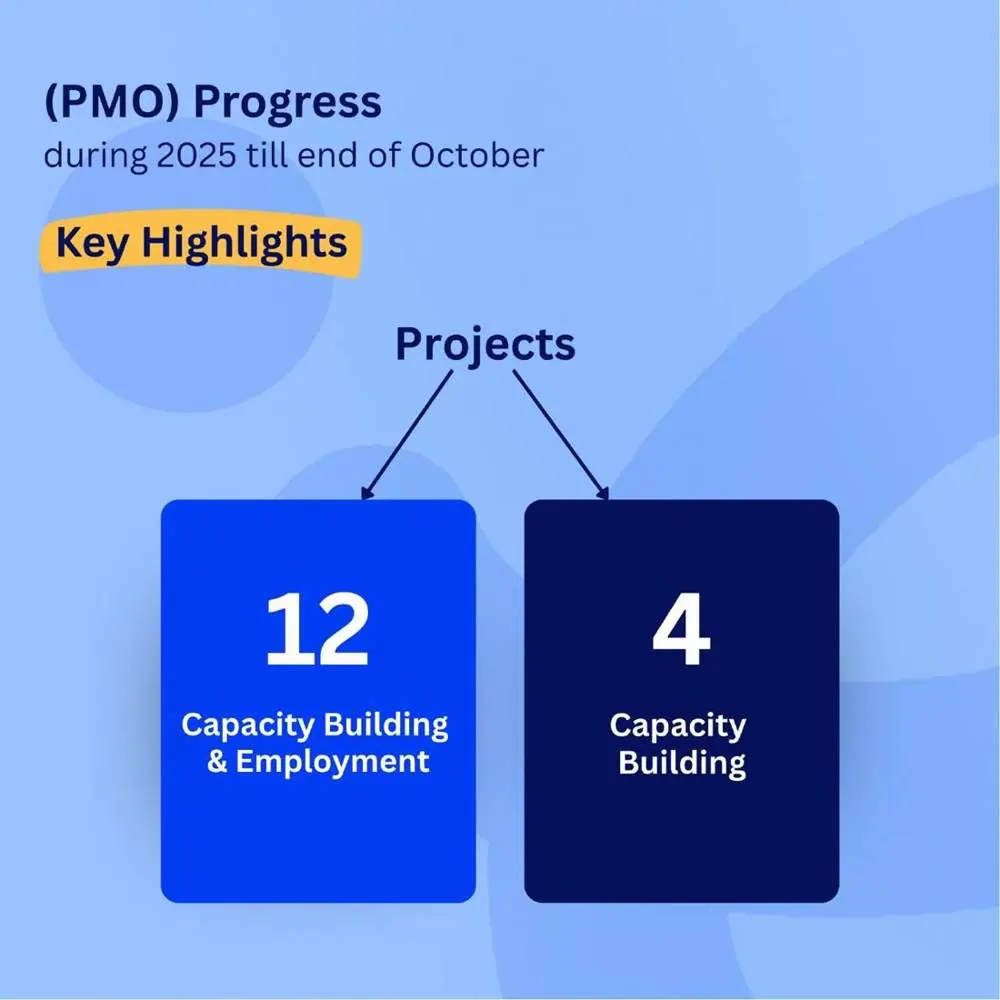 (PMO) Progress
during 2025 till end of October
Key Highlights
Projects
12
Capacity Building
& Employment
4
Capacity
Building